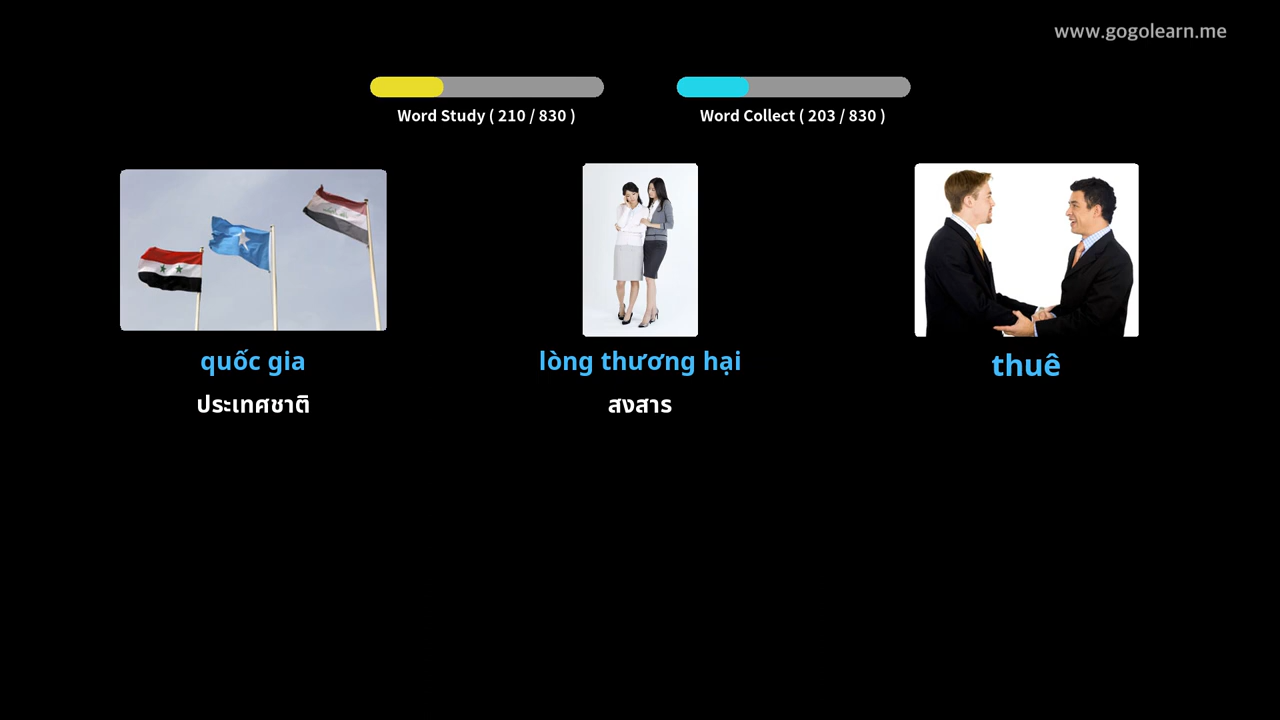 www.gogolearn.me
Word Study ( 210 / 830 )
Word Collect ( 203 / 830 )
quốc gia
ประเทศชาติ
lòng thương hại
สงสาร
thuê